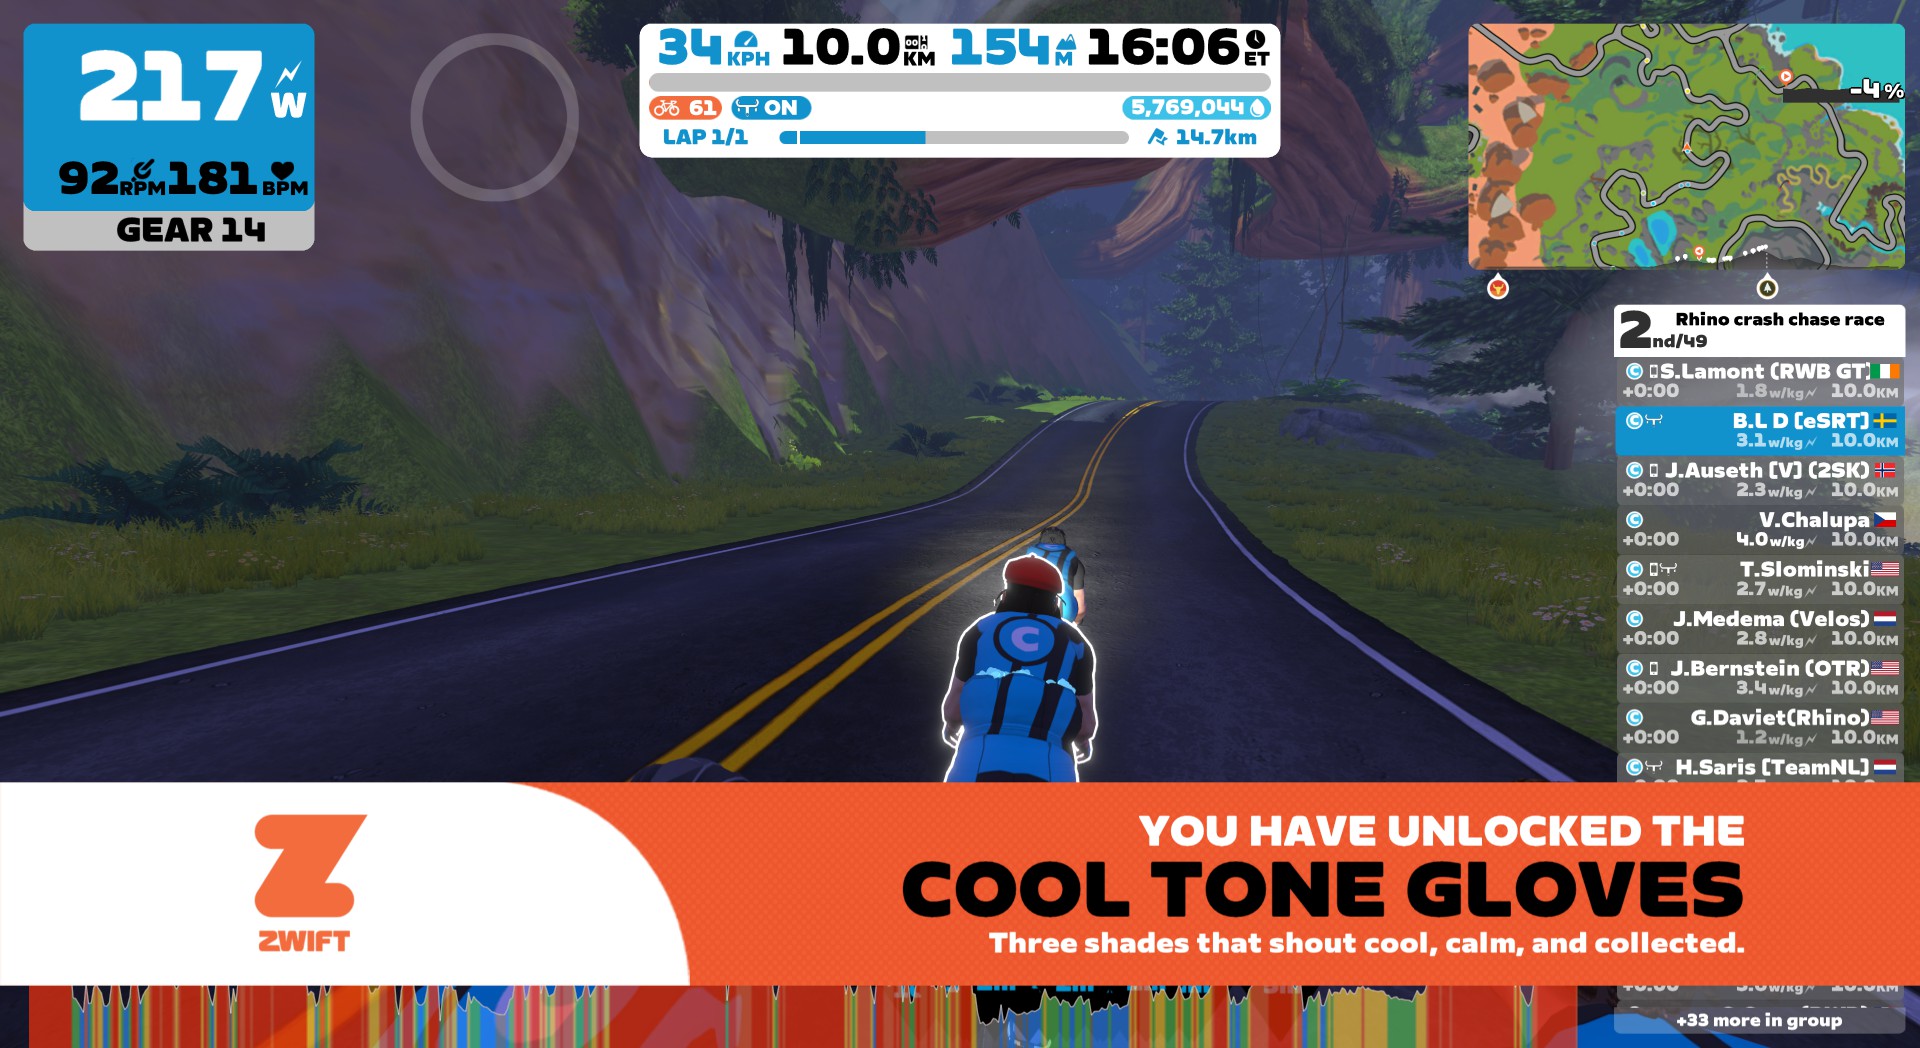 217 W
92 RPM 181 BPM
GEAR 14
34 KPH 10.0 KM 154 M 16:06 ET
61 ON 5,769,044
LAP 1/1 14.7km
-4%
2nd/49 Rhino crash chase race
C S.Lamont (RWB GT)
+0:00 1.8w/kg 10.0KM
C B.L D [eSRT]
3.1w/kg 10.0KM
C J.Auseth [V] (2SK)
+0:00 2.3w/kg 10.0KM
C V.Chalupa
+0:00 4.0w/kg 10.0KM
C T.Slominski
+0:00 2.7w/kg 10.0KM
C J.Medema (Velos)
+0:00 2.8w/kg 10.0KM
C J.Bernstein (OTR)
+0:00 3.4w/kg 10.0KM
C G.Daviet(Rhino)
+0:00 1.2w/kg 10.0KM
C H.Saris [TeamNL]
C
ZWIFT
YOU HAVE UNLOCKED THE
COOL TONE GLOVES
Three shades that shout cool, calm, and collected.
+33 more in group